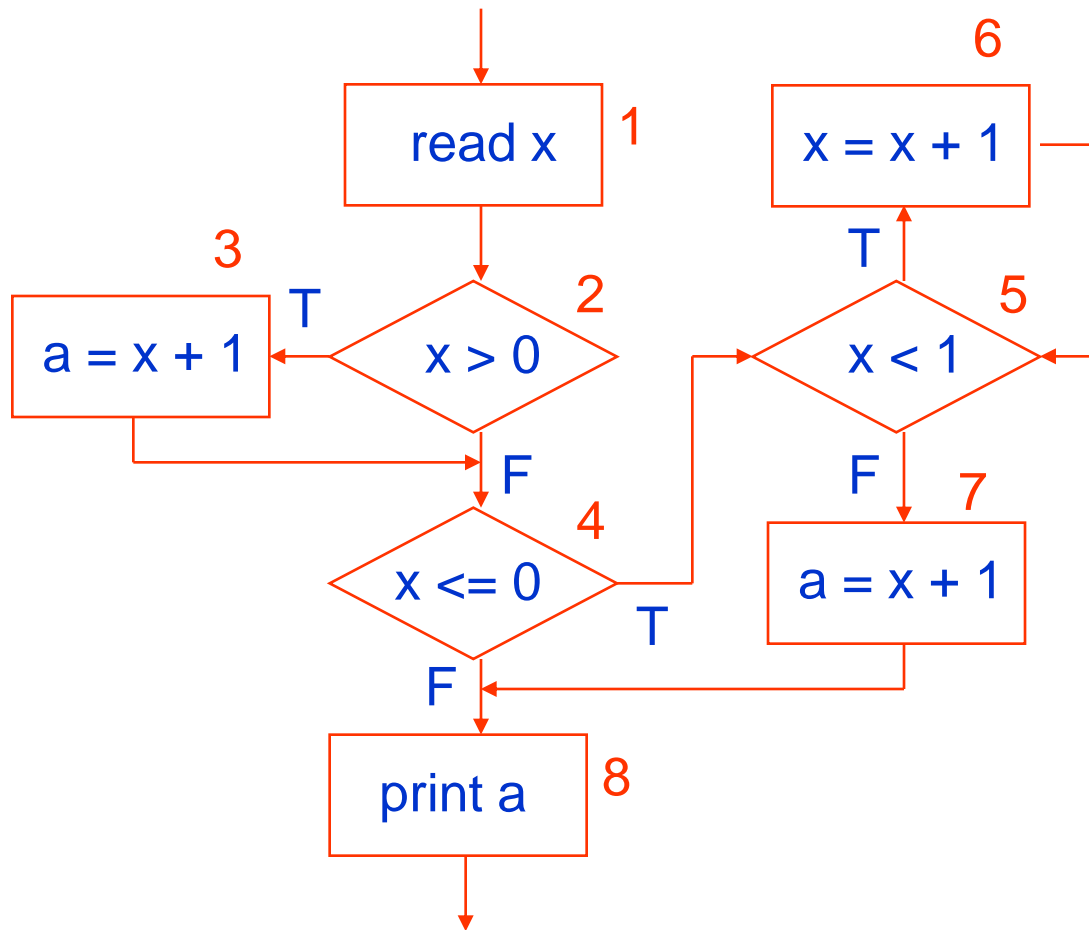 6
read x
1
x = x + 1
T
3
T
2
5
a = x + 1
x > 0
x < 1
F
F
7
4
x <= 0
a = x + 1
T
F
print a
8